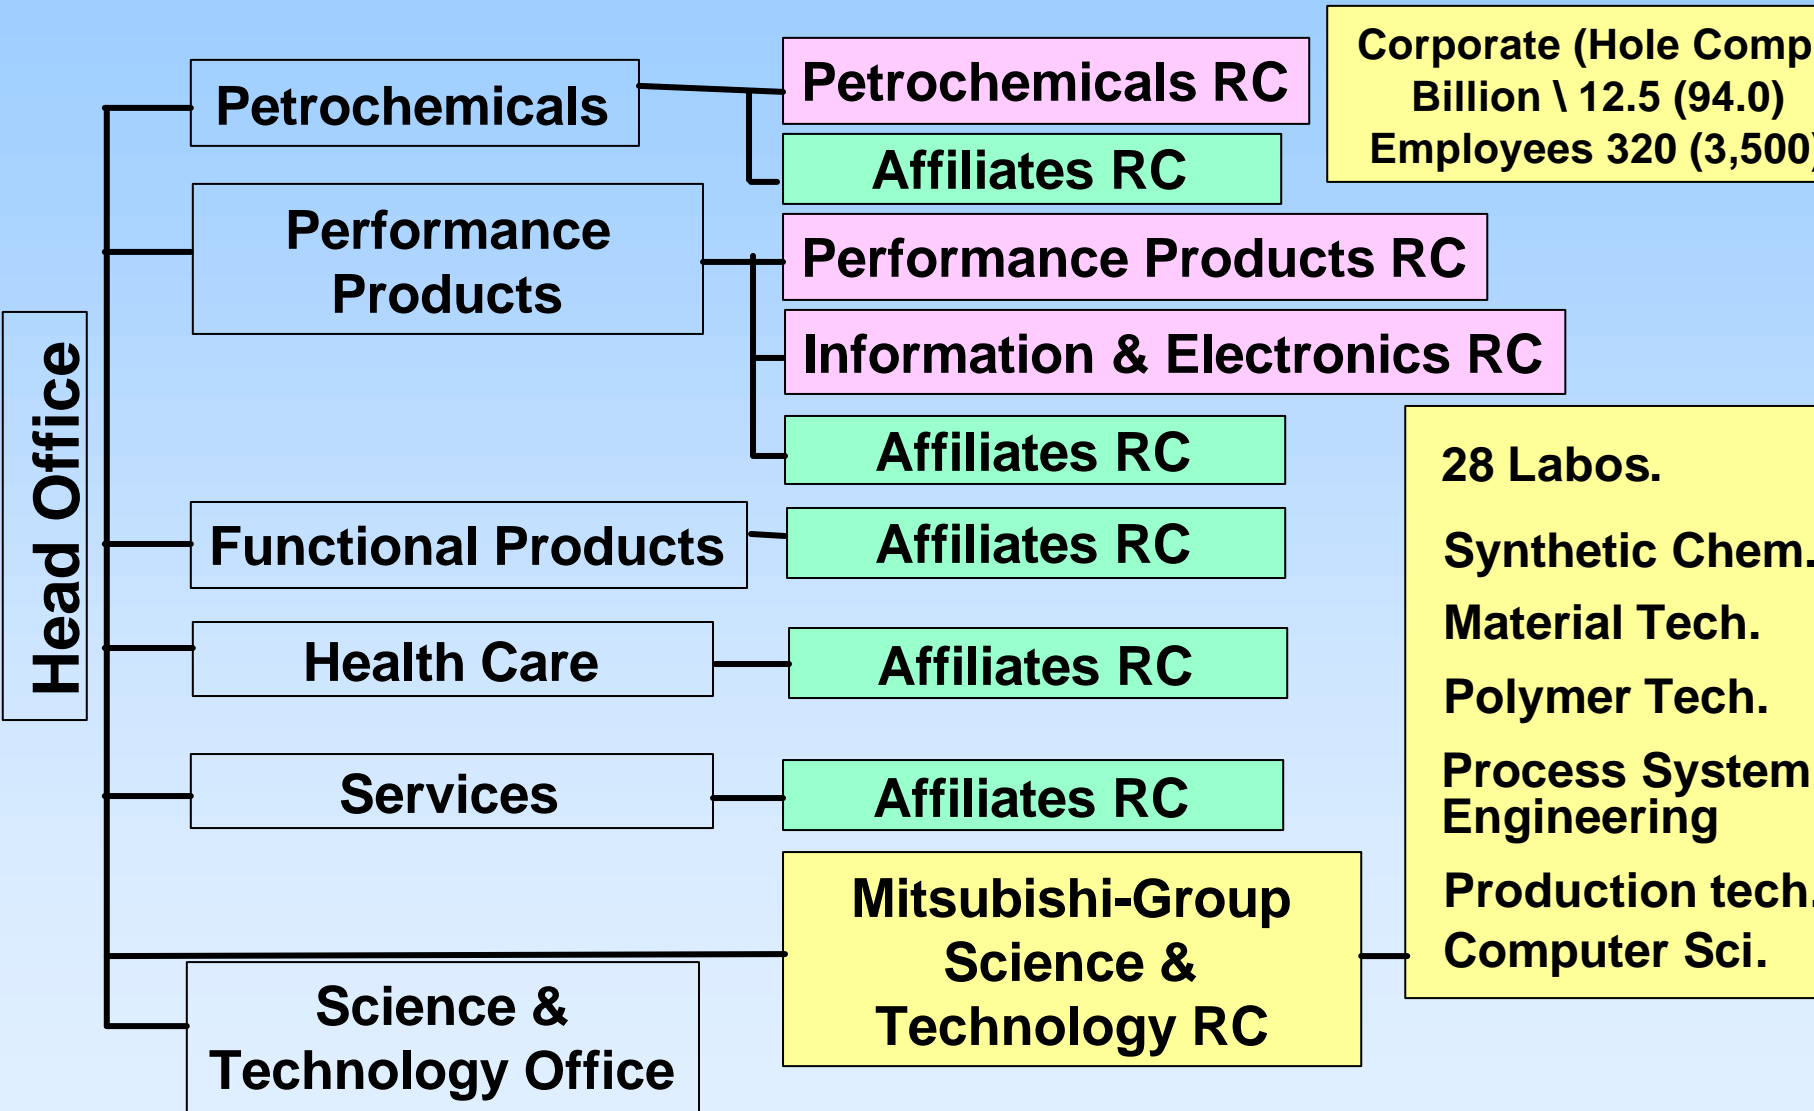 Head Office
Petrochemicals
Performance
Products
Functional Products
Health Care
Services
Science &
Technology Office
Petrochemicals RC
Affiliates RC
Performance Products RC
Information & Electronics RC
Affiliates RC
Affiliates RC
Affiliates RC
Affiliates RC
Mitsubishi-Group
Science &
Technology RC
Corporate (Hole Comp
Billion \ 12.5 (94.0)
Employees 320 (3,500)
28 Labos.
Synthetic Chem.
Material Tech.
Polymer Tech.
Process System
Engineering
Production tech.
Computer Sci.